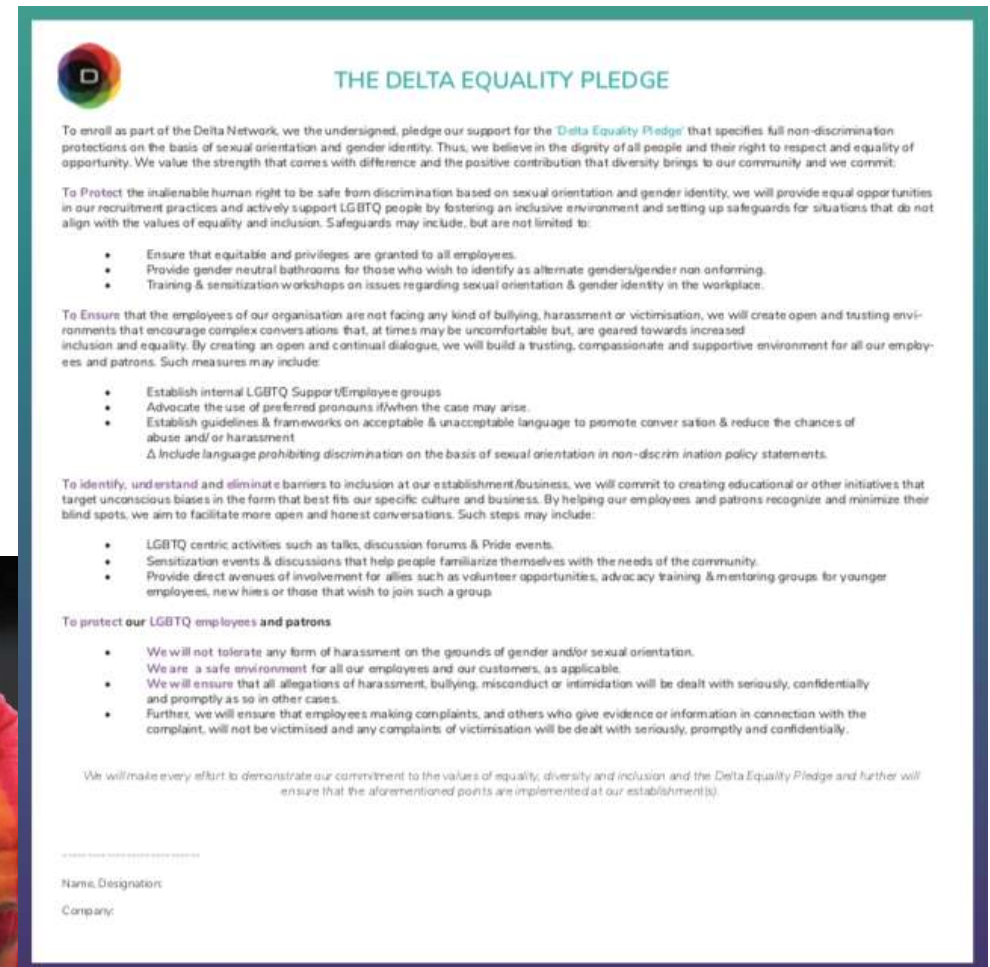 D
THE DELTA EQUALITY PLEDGE
To enroll as part of the Delta Network, we the undersigned, pledge our support for the 'Delta Equality Pledge' that specifies full non-discrimination
protections on the basis of sexual orientation and gender identity. Thus, we believe in the dignity of all people and their right to respect and equality of
opportunity. We value the strength that comes with difference and the positive contribution that diversity brings to our community and we commit:
To Protect the inalienable human right to be safe from discrimination based on sexual orientation and gender identity, we will provide equal opportunities
in our recruitment practices and actively support LGBTQ people by fostering an inclusive environment and setting up safeguards for situations that do not
align with the values of equality and inclusion. Safeguards may include, but are not limited to:
• Ensure that equitable and privileges are granted to all employees.
• Provide gender neutral bathrooms for those who wish to identify as alternate genders/gender non onforming.
• Training & sensitization workshops on issues regarding sexual orientation & gender identity in the workplace.
To Ensure that the employees of our organisation are not facing any kind of bullying, harassment or victimisation, we will create open and trusting envi-
ronments that encourage complex conversations that, at times may be uncomfortable but, are geared towards increased
inclusion and equality. By creating an open and continual dialogue, we will build a trusting, compassionate and supportive environment for all our employ-
ees and patrons. Such measures may include:
• Establish internal LGBTQ Support/Employee groups
• Advocate the use of preferred pronouns if/when the case may arise.
• Establish guidelines & frameworks on acceptable & unacceptable language to promote conver sation & reduce the chances of
abuse and/ or harassment
Δ Include language prohibiting discrimination on the basis of sexual orientation in non-discrim ination policy statements.
To identify, understand and eliminate barriers to inclusion at our establishment/business, we will commit to creating educational or other initiatives that
target unconscious biases in the form that best fits our specific culture and business. By helping our employees and patrons recognize and minimize their
blind spots, we aim to facilitate more open and honest conversations. Such steps may include:
• LGBTQ centric activities such as talks, discussion forums & Pride events.
• Sensitization events & discussions that help people familiarize themselves with the needs of the community.
• Provide direct avenues of involvement for allies such as volunteer opportunities, advocacy training & mentoring groups for younger
employees, new hires or those that wish to join such a group.
To protect our LGBTQ employees and patrons
• We will not tolerate any form of harassment on the grounds of gender and/or sexual orientation.
We are a safe environment for all our employees and our customers, as applicable.
• We will ensure that all allegations of harassment, bullying, misconduct or intimidation will be dealt with seriously, confidentially
and promptly as so in other cases.
• Further, we will ensure that employees making complaints, and others who give evidence or information in connection with the
complaint, will not be victimised and any complaints of victimisation will be dealt with seriously, promptly and confidentially.
We will make every effort to demonstrate our commitment to the values of equality, diversity and inclusion and the Delta Equality Pledge and further will
ensure that the aforementioned points are implemented at our establishment(s).
Name, Designation:
Company: